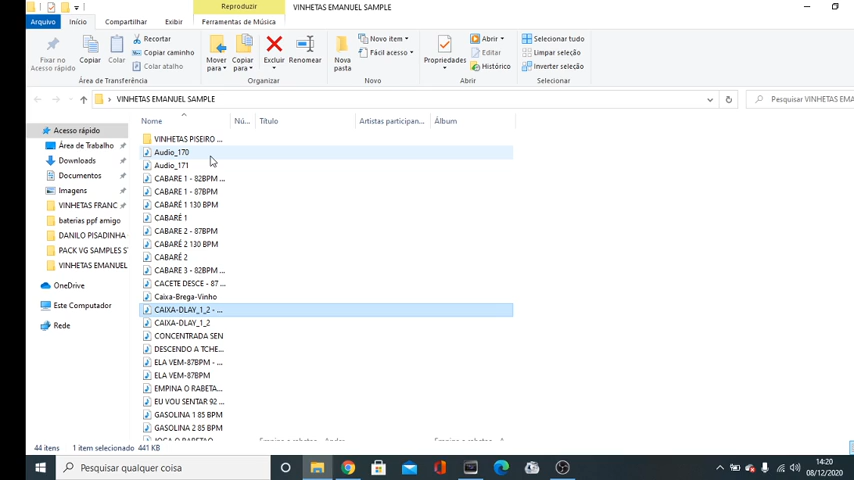 Reproduzir
VINHETAS EMANUEL SAMPLE
Arquivo
Início
Compartilhar
Exibir
Ferramentas de Música
Fixar no
Acesso rápido
Copiar
Colar
Recortar
Copiar caminho
Colar atalho
Área de Transferência
Mover
para
Copiar
para
Excluir
Renomear
Organizar
Nova
pasta
Novo item
Fácil acesso
Novo
Propriedades
Abrir
Editar
Histórico
Abrir
Selecionar tudo
Limpar seleção
Inverter seleção
Selecionar
VINHETAS EMANUEL SAMPLE
Pesquisar VINHETAS EMA
Nome
Nú...
Título
Artistas participan...
Álbum
Acesso rápido
Área de Trabalho
Downloads
Documentos
Imagens
VINHETAS FRANC
baterias ppf amigo
DANILO PISADINHA
PACK VG SAMPLES S
VINHETAS EMANUEL
OneDrive
Este Computador
Rede
VINHETAS PISEIRO ...
Audio_170
Audio_171
CABARE 1 - 82BPM ...
CABARE 1 - 87BPM
CABARÉ 1 130 BPM
CABARÉ 1
CABARE 2 - 87BPM
CABARÉ 2 130 BPM
CABARÉ 2
CABARE 3 - 82BPM ...
CACETE DESCE - 87 ...
Caixa-Brega-Vinho
CAIXA-DLAY_1_2 - ...
CAIXA-DLAY_1_2
CONCENTRADA SEN
DESCENDO A TCHE...
ELA VEM-87BPM - ...
ELA VEM-87BPM
EMPINA O RABETA...
EU VOU SENTAR 92 ...
GASOLINA 1 85 BPM
GASOLINA 2 85 BPM
44 itens
1 item selecionado 441 KB
Pesquisar qualquer coisa
14:20
08/12/2020